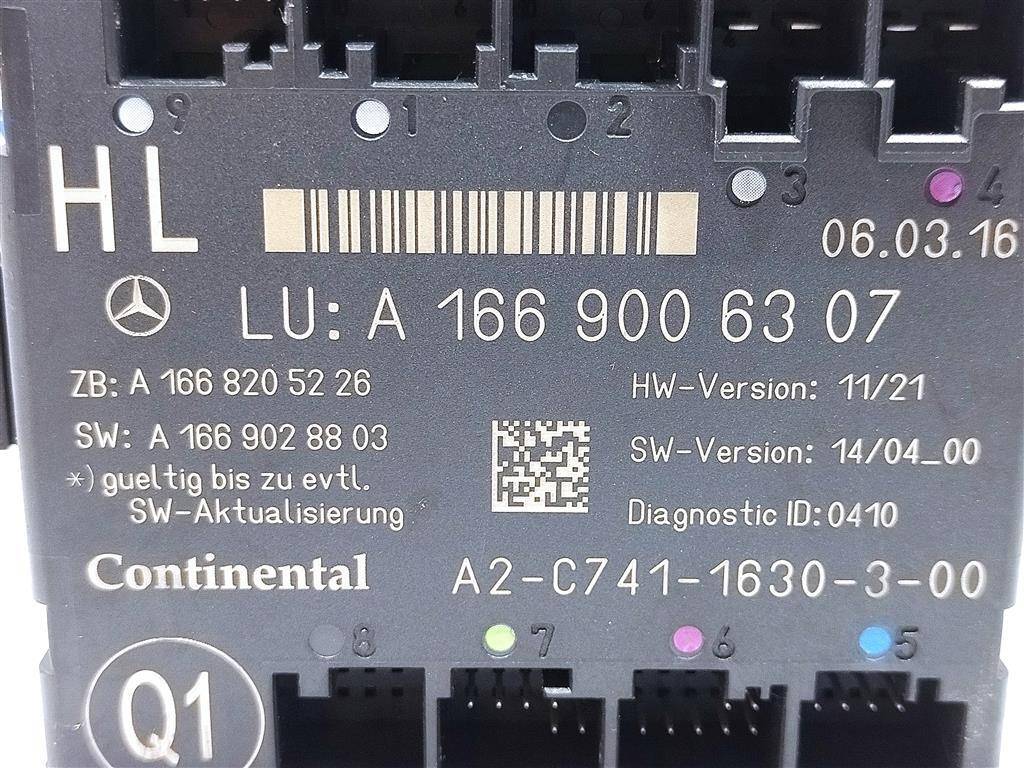 9 1 2
3 4
HL
06.03.16
LU: A 166 900 63 07
ZB: A 166 820 52 26
HW-Version: 11/21
SW: A 166 902 88 03
SW-Version: 14/04_00
*) gueltig bis zu evtl.
SW-Aktualisierung
Diagnostic ID: 0410
Continental A2-C741-1630-3-00
8 7 6 5
Q1